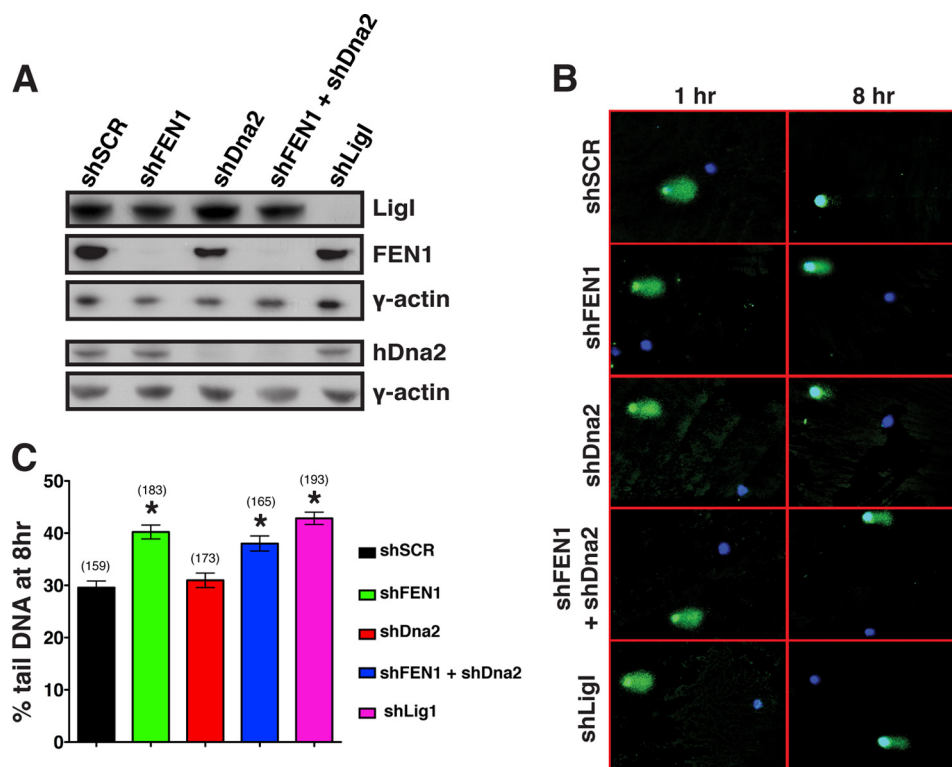 A
shSCR
shFEN1
shDna2
shFEN1 + shDna2
shLigI
LigI
FEN1
γ-actin
hDna2
γ-actin
B
1 hr
8 hr
shSCR
shFEN1
shDna2
shFEN1
+ shDna2
shLigI
C
% tail DNA at 8hr
50
40
30
20
10
0
(159)
(183)
*
(173)
(165)
*
(193)
*
shSCR
shFEN1
shDna2
shFEN1 + shDna2
shLig1